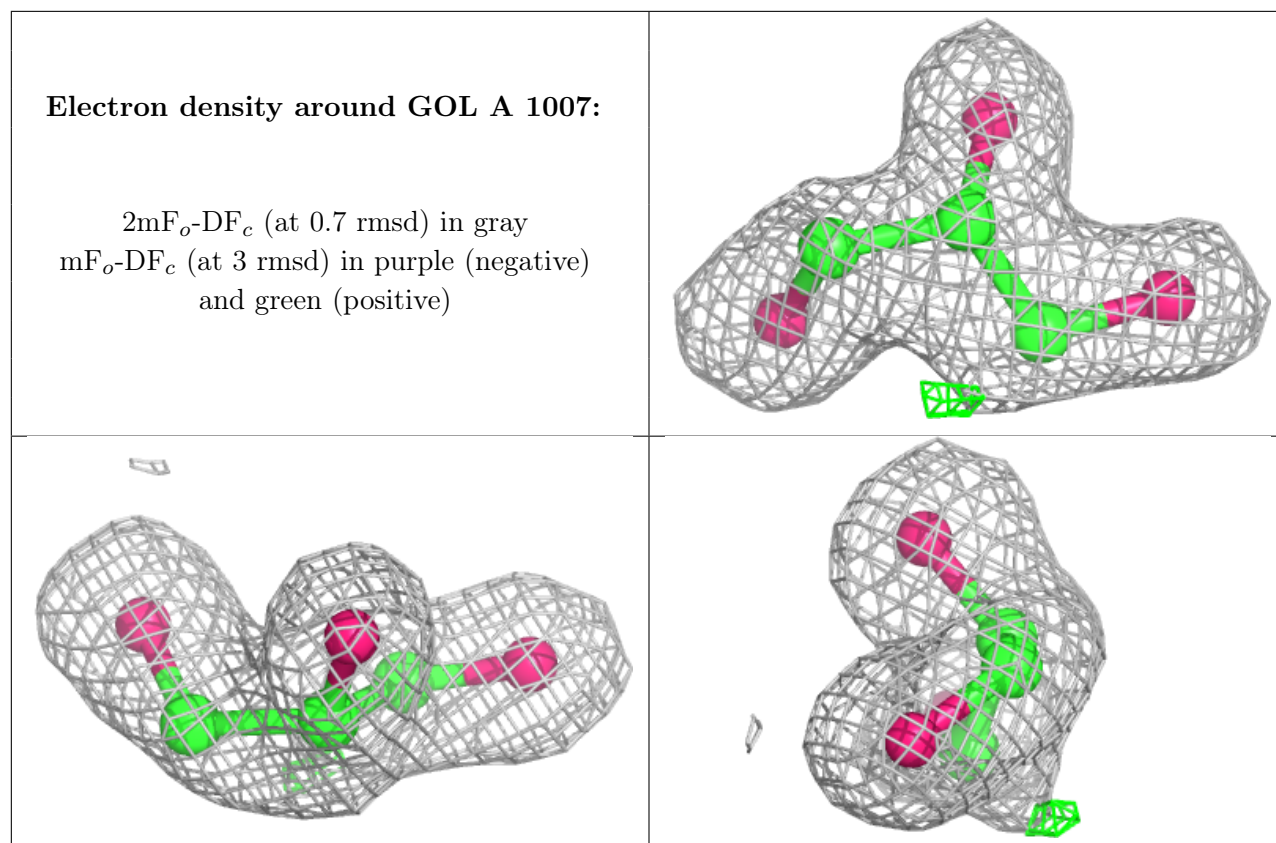 Electron density around GOL A 1007:
2mFo-DFc (at 0.7 rmsd) in gray
mFo-DFc (at 3 rmsd) in purple (negative)
and green (positive)